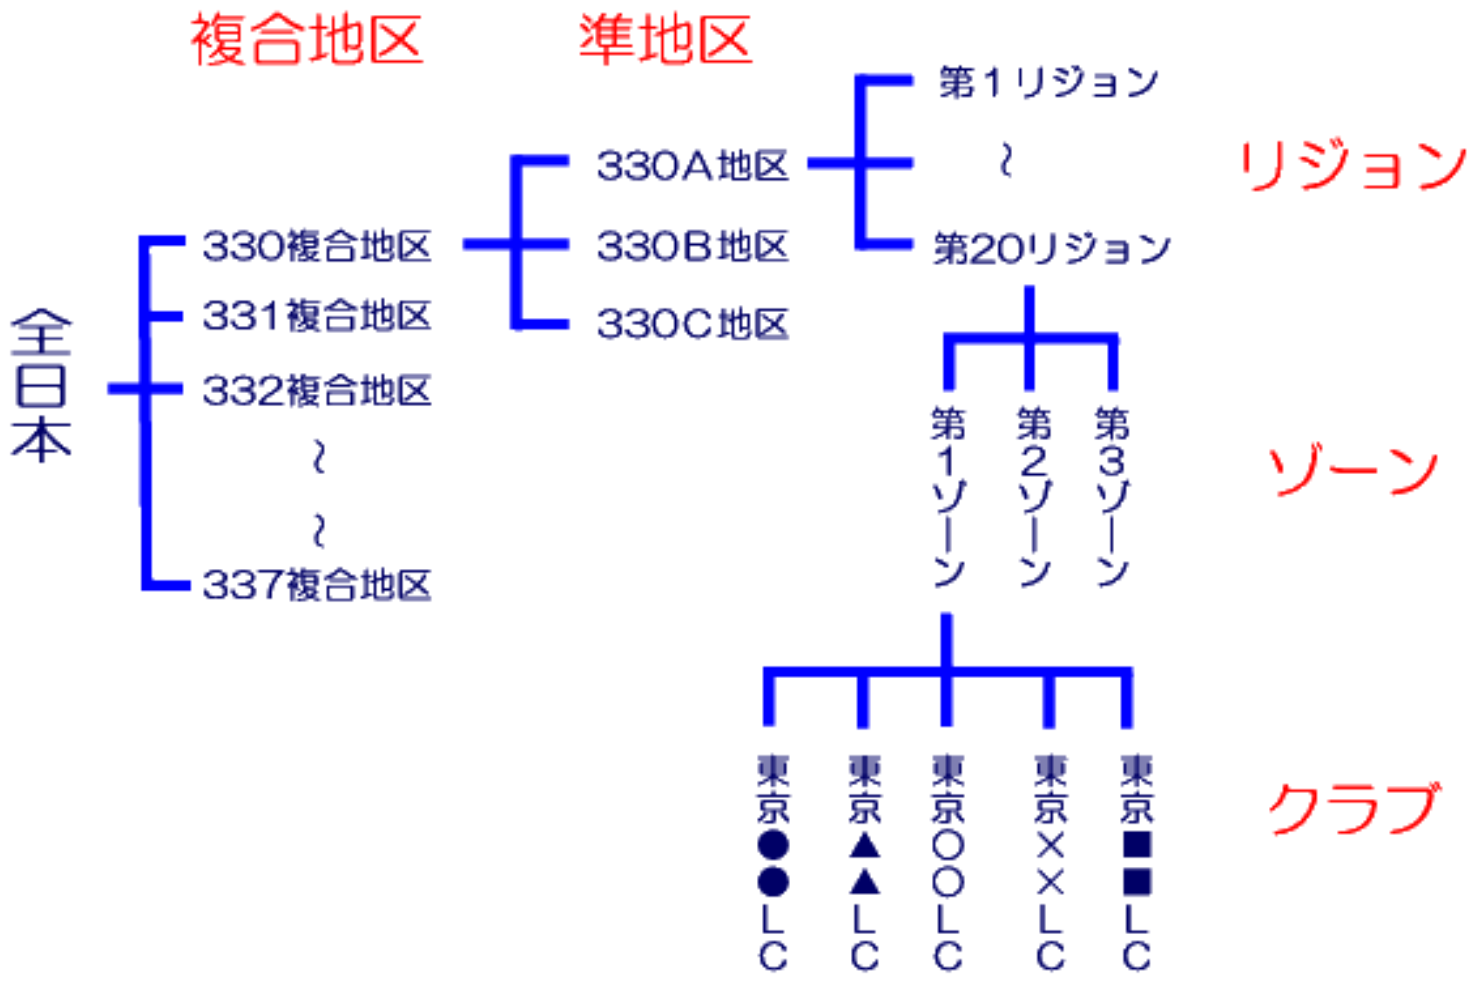 複合地区
準地区
第1リジョン
~
第20リジョン
リジョン
330A地区
330B地区
330C地区
330複合地区
331複合地区
332複合地区
~
~
337複合地区
全日本
第1ゾーン
第2ゾーン
第3ゾーン
ゾーン
東京●●LC
東京▲▲LC
東京○○LC
東京××LC
東京■■LC
クラブ